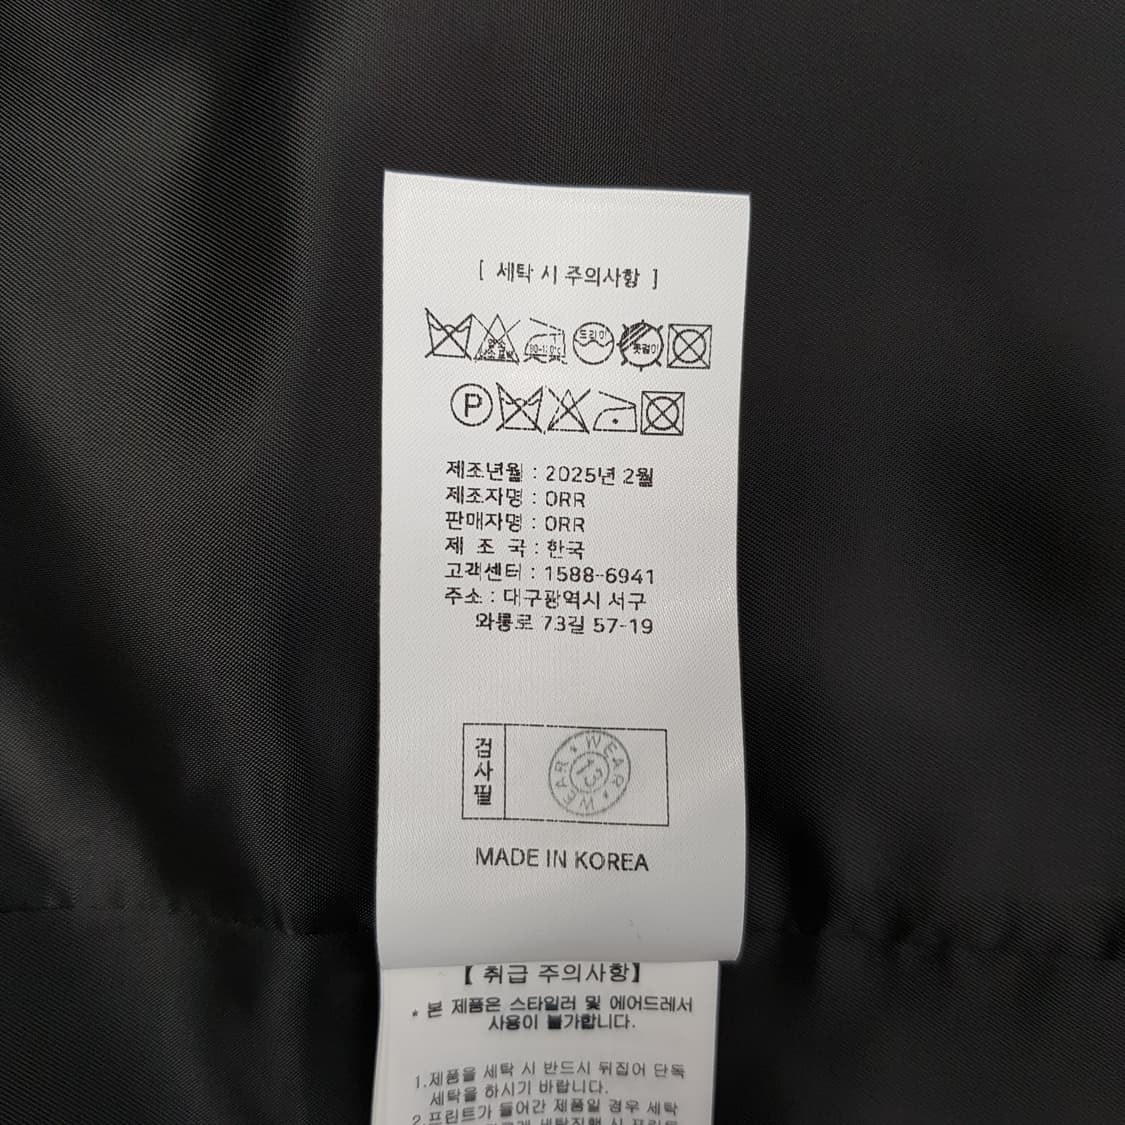 [ 세탁 시 주의사항 ]
드라이
옷걸이
P
제조년월 : 2025년 2월
제조자명 : ORR
판매자명 : ORR
제 조 국 : 한국
고객센터 : 1588-6941
주소 : 대구광역시 서구
와룡로 73길 57-19
검사필
WEAR • WEAR •
13
MADE IN KOREA
【 취급 주의사항】
* 본 제품은 스타일러 및 에어드레서
사용이 불가합니다.
1.제품을 세탁 시 반드시 뒤집어 단독
세탁을 하시기 바랍니다.
2.프린트가 들어간 제품일 경우 세탁